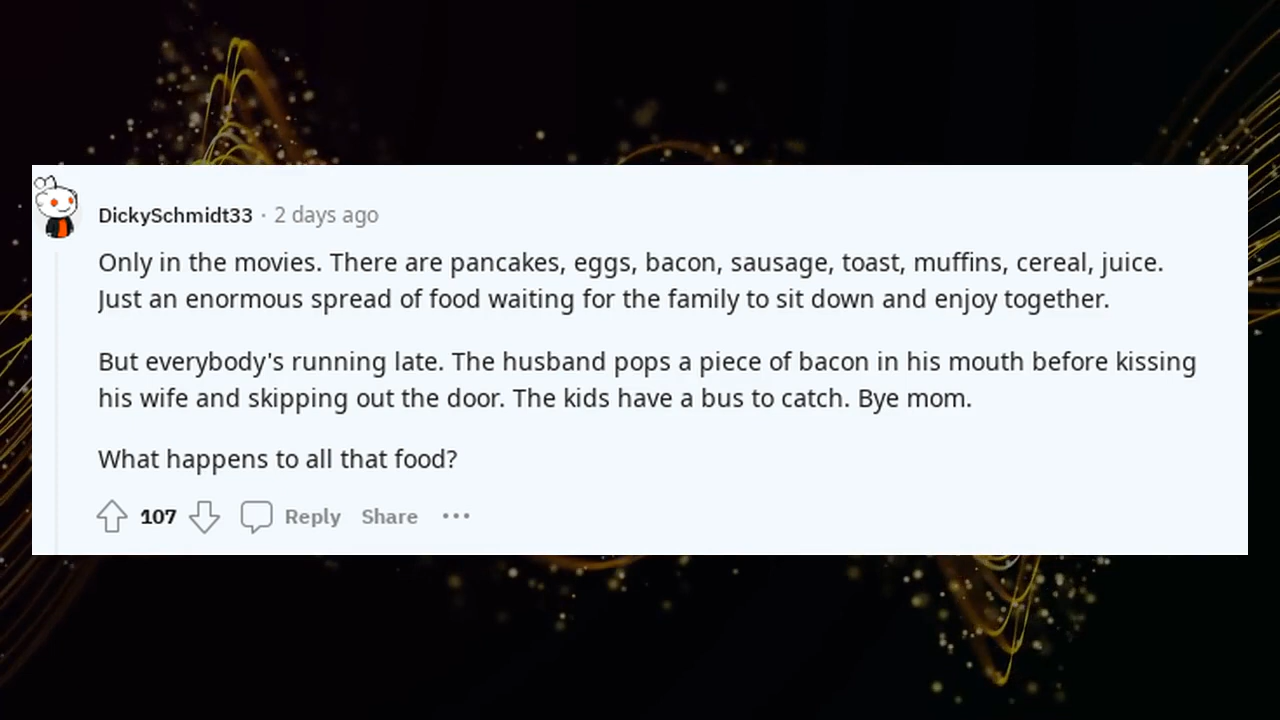 DickySchmidt33 · 2 days ago
Only in the movies. There are pancakes, eggs, bacon, sausage, toast, muffins, cereal, juice.
Just an enormous spread of food waiting for the family to sit down and enjoy together.
But everybody's running late. The husband pops a piece of bacon in his mouth before kissing
his wife and skipping out the door. The kids have a bus to catch. Bye mom.
What happens to all that food?
107 Reply Share ···